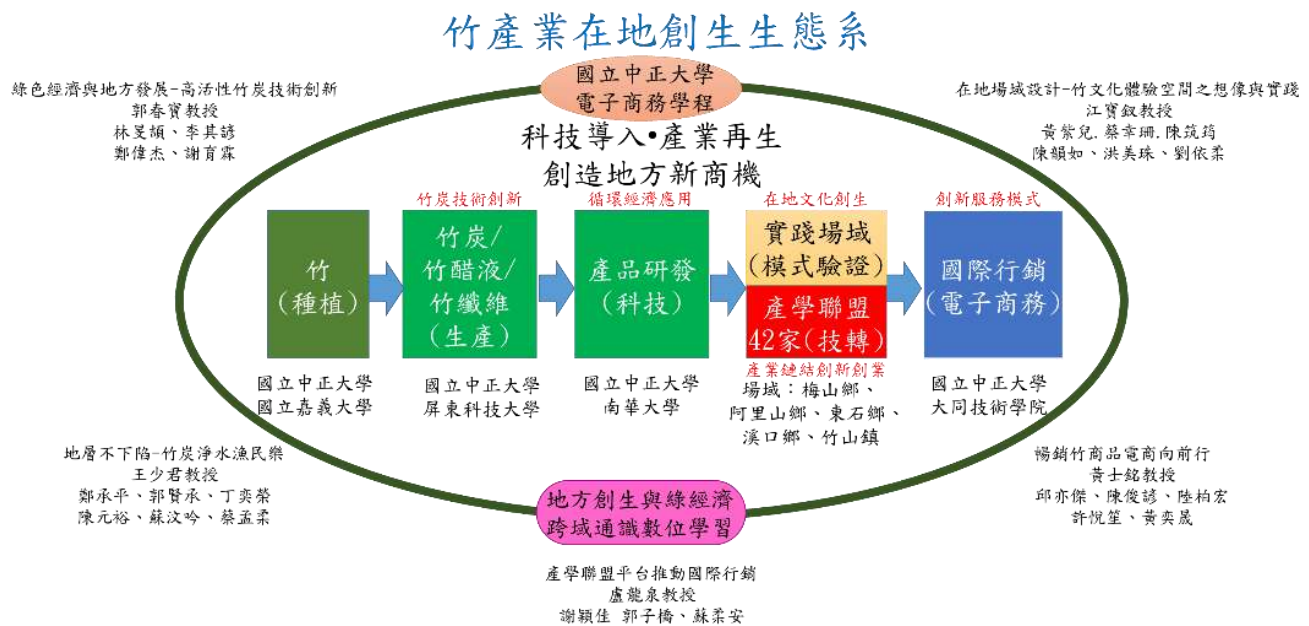 竹產業在地創生生態系
國立中正大學
電子商務學程
科技導入•產業再生
創造地方新商機
綠色經濟與地方發展-高活性竹炭技術創新
郭春寶教授
林旻頡、李其諺
鄭偉杰、謝育霖
在地場域設計-竹文化體驗空間之想像與實踐
江寶釵教授
黃紫兒.蔡幸珊.陳筑筠
陳韻如、洪美珠、劉依柔
竹
(種植)
國立中正大學
國立嘉義大學
竹炭技術創新
竹炭/
竹醋液/
竹纖維
(生產)
國立中正大學
屏東科技大學
循環經濟應用
產品研發
(科技)
國立中正大學
南華大學
在地文化創生
實踐場域
(模式驗證)
產學聯盟
42家(技轉)
產業鏈結創新創業
場域：梅山鄉、
阿里山鄉、東石鄉、
溪口鄉、竹山鎮
創新服務模式
國際行銷
(電子商務)
國立中正大學
大同技術學院
地層不下陷-竹炭淨水漁民樂
王少君教授
鄭承平、郭賢承、丁奕榮
陳元裕、蘇汶吟、蔡孟柔
暢銷竹商品電商向前行
黃士銘教授
邱亦傑、陳俊諺、陸柏宏
許悅笙、黃奕晟
地方創生與綠經濟
跨域通識數位學習
產學聯盟平台推動國際行銷
盧龍泉教授
謝穎佳 郭子橋、蘇柔安